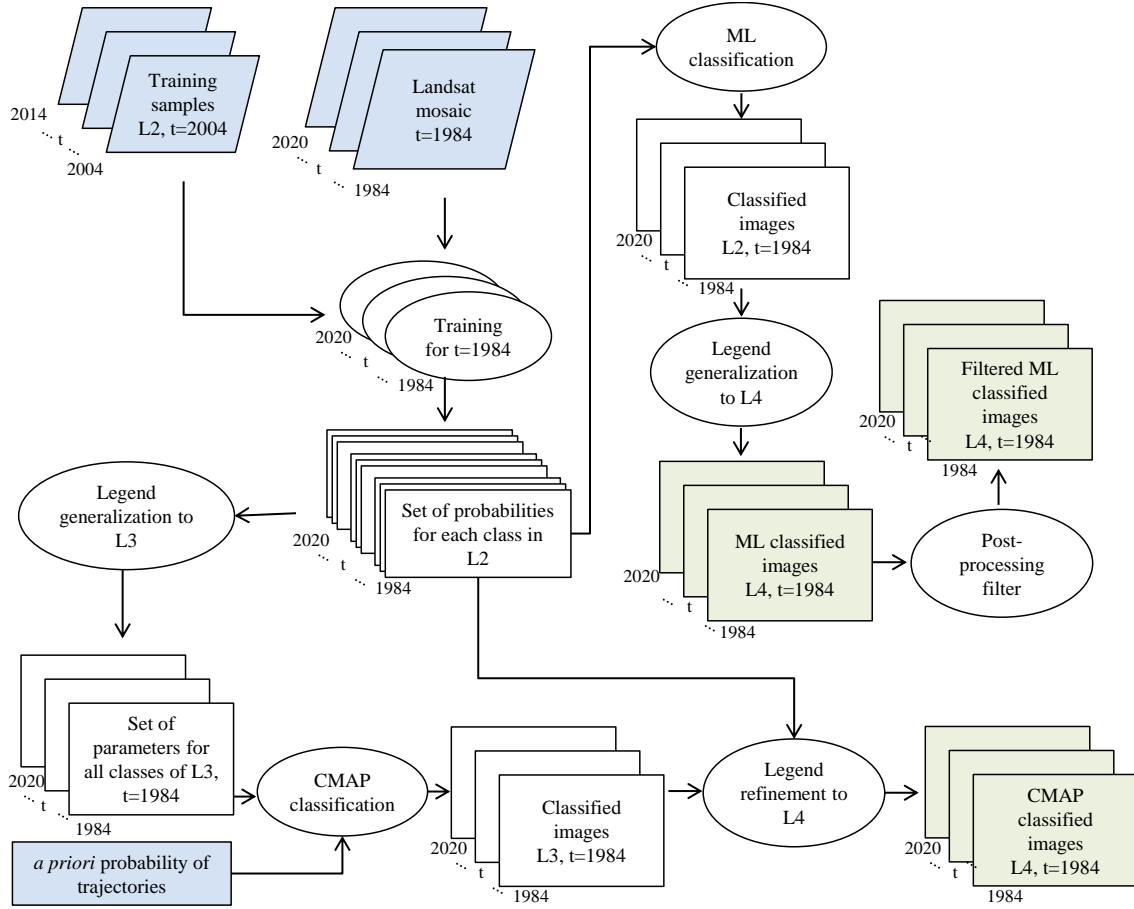 Training
samples
L2, t=2004
2014
... t
... 2004
Landsat
mosaic
t=1984
2020
... t
... 1984
ML
classification
Classified
images
L2, t=1984
2020
... t
... 1984
Training
for t=1984
2020
... t
... 1984
Legend
generalization
to L4
Filtered ML
classified
images
L4, t=1984
2020
... t
... 1984
Legend
generalization to
L3
Set of probabilities
for each class in
L2
2020
... t
... 1984
ML classified
images
L4, t=1984
2020
... t
... 1984
Post-
processing
filter
Set of
parameters for
all classes of L3,
t=1984
2020
... t
... 1984
a priori probability of
trajectories
CMAP
classification
Classified
images
L3, t=1984
2020
... t
... 1984
Legend
refinement to
L4
CMAP
classified
images
L4, t=1984
2020
... t
... 1984